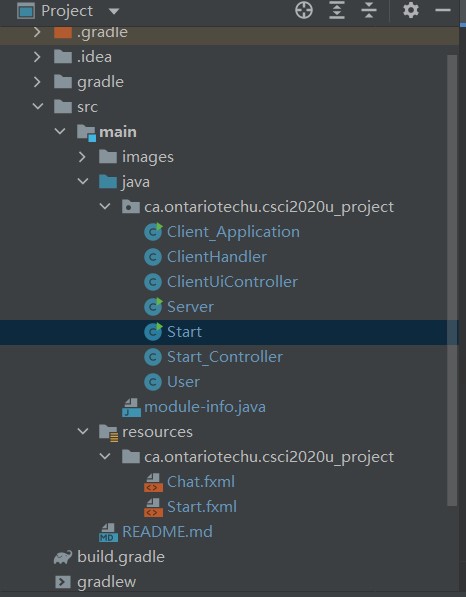 Project
.gradle
.idea
gradle
src
main
images
java
ca.ontariotechu.csci2020u_project
Client_Application
ClientHandler
ClientUiController
Server
Start
Start_Controller
User
module-info.java
resources
ca.ontariotechu.csci2020u_project
Chat.fxml
Start.fxml
README.md
build.gradle
gradlew